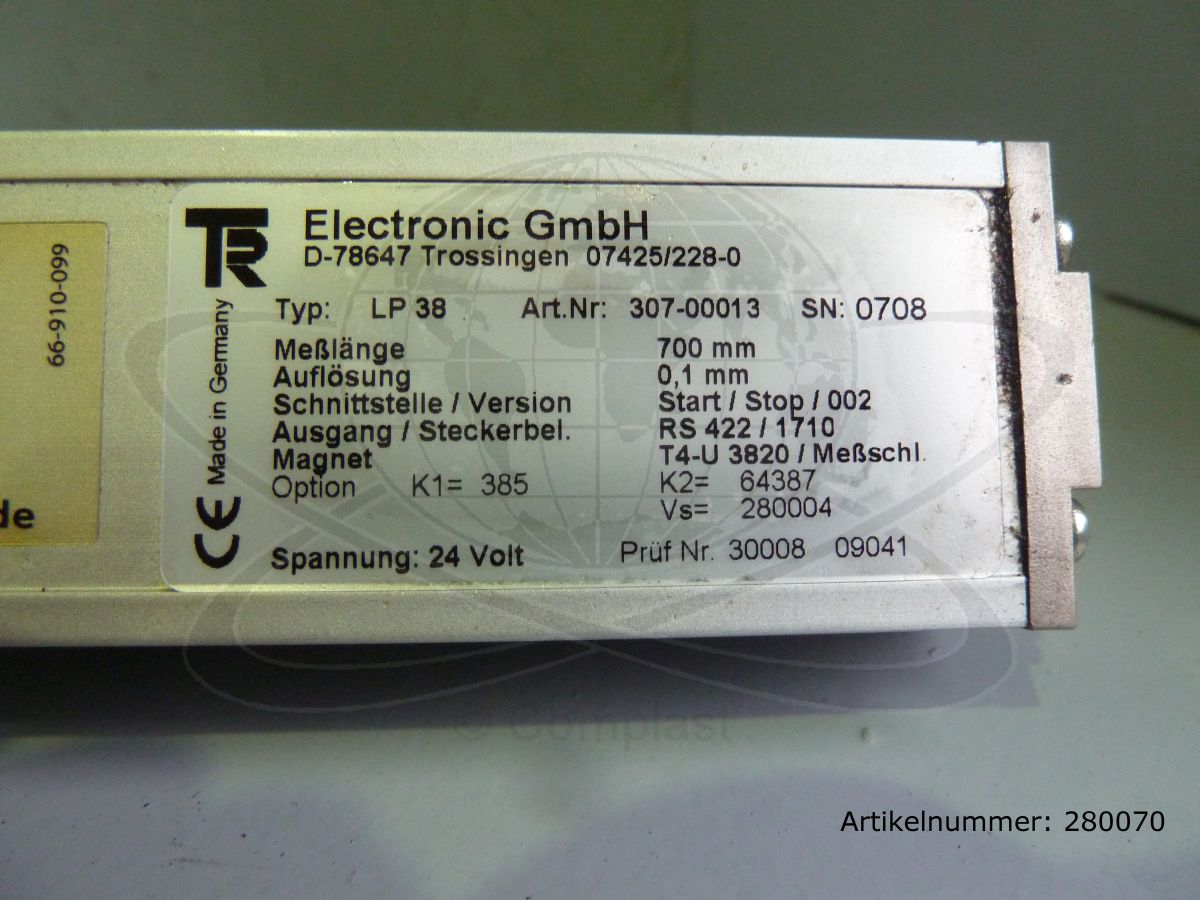 TR
Electronic GmbH
D-78647 Trossingen 07425/228-0
Typ: LP 38 Art.Nr: 307-00013 SN: 0708
Meßlänge 700 mm
Auflösung 0,1 mm
Schnittstelle / Version Start / Stop / 002
Ausgang / Steckerbel. RS 422 / 1710
Magnet T4-U 3820 / Meßschl.
Option K1= 385 K2= 64387
Vs= 280004
Spannung: 24 Volt Prüf Nr. 30008 09041
Made in Germany
CE
66-910-099
de
© Complast
Artikelnummer: 280070